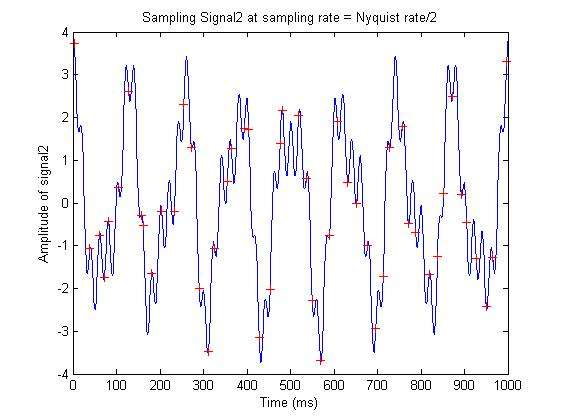 Sampling Signal2 at sampling rate = Nyquist rate/2
4
3
2
1
0
-1
-2
-3
-4
Amplitude of signal2
0 100 200 300 400 500 600 700 800 900 1000
Time (ms)